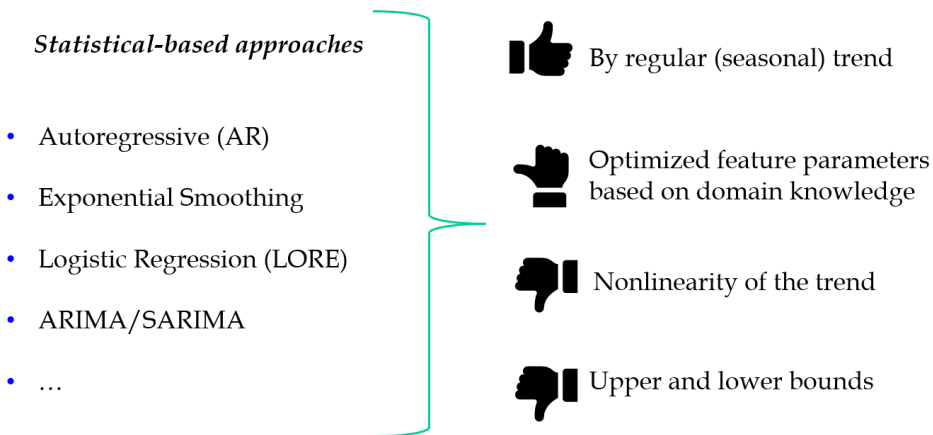 Statistical-based approaches
• Autoregressive (AR)
• Exponential Smoothing
• Logistic Regression (LORE)
• ARIMA/SARIMA
• …
By regular (seasonal) trend
Optimized feature parameters
based on domain knowledge
Nonlinearity of the trend
Upper and lower bounds